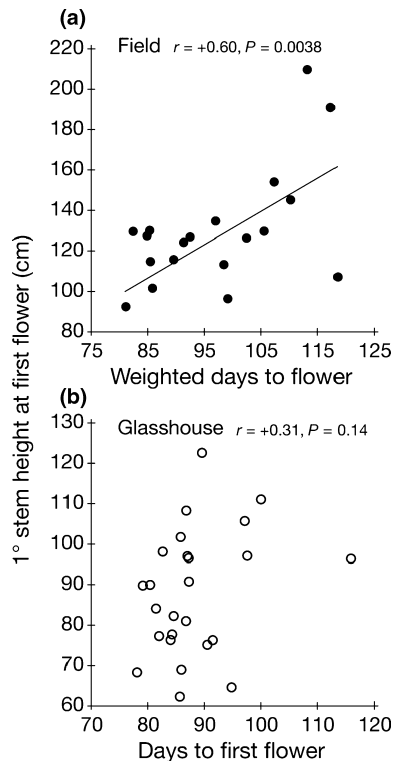 (a)
Field r = +0.60, P = 0.0038
220
200
180
160
140
120
100
80
75 85 95 105 115 125
Weighted days to flower
1° stem height at first flower (cm)
(b)
Glasshouse r = +0.31, P = 0.14
130
120
110
100
90
80
70
60
70 80 90 100 110 120
Days to first flower